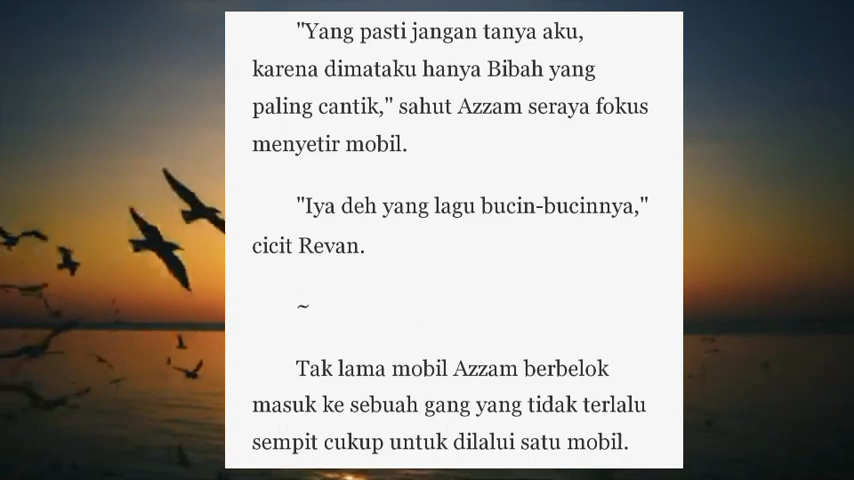 "Yang pasti jangan tanya aku,
karena dimataku hanya Bibah yang
paling cantik," sahut Azzam seraya fokus
menyetir mobil.
"Iya deh yang lagu bucin-bucinnya,"
cicit Revan.
~
Tak lama mobil Azzam berbelok
masuk ke sebuah gang yang tidak terlalu
sempit cukup untuk dilalui satu mobil.